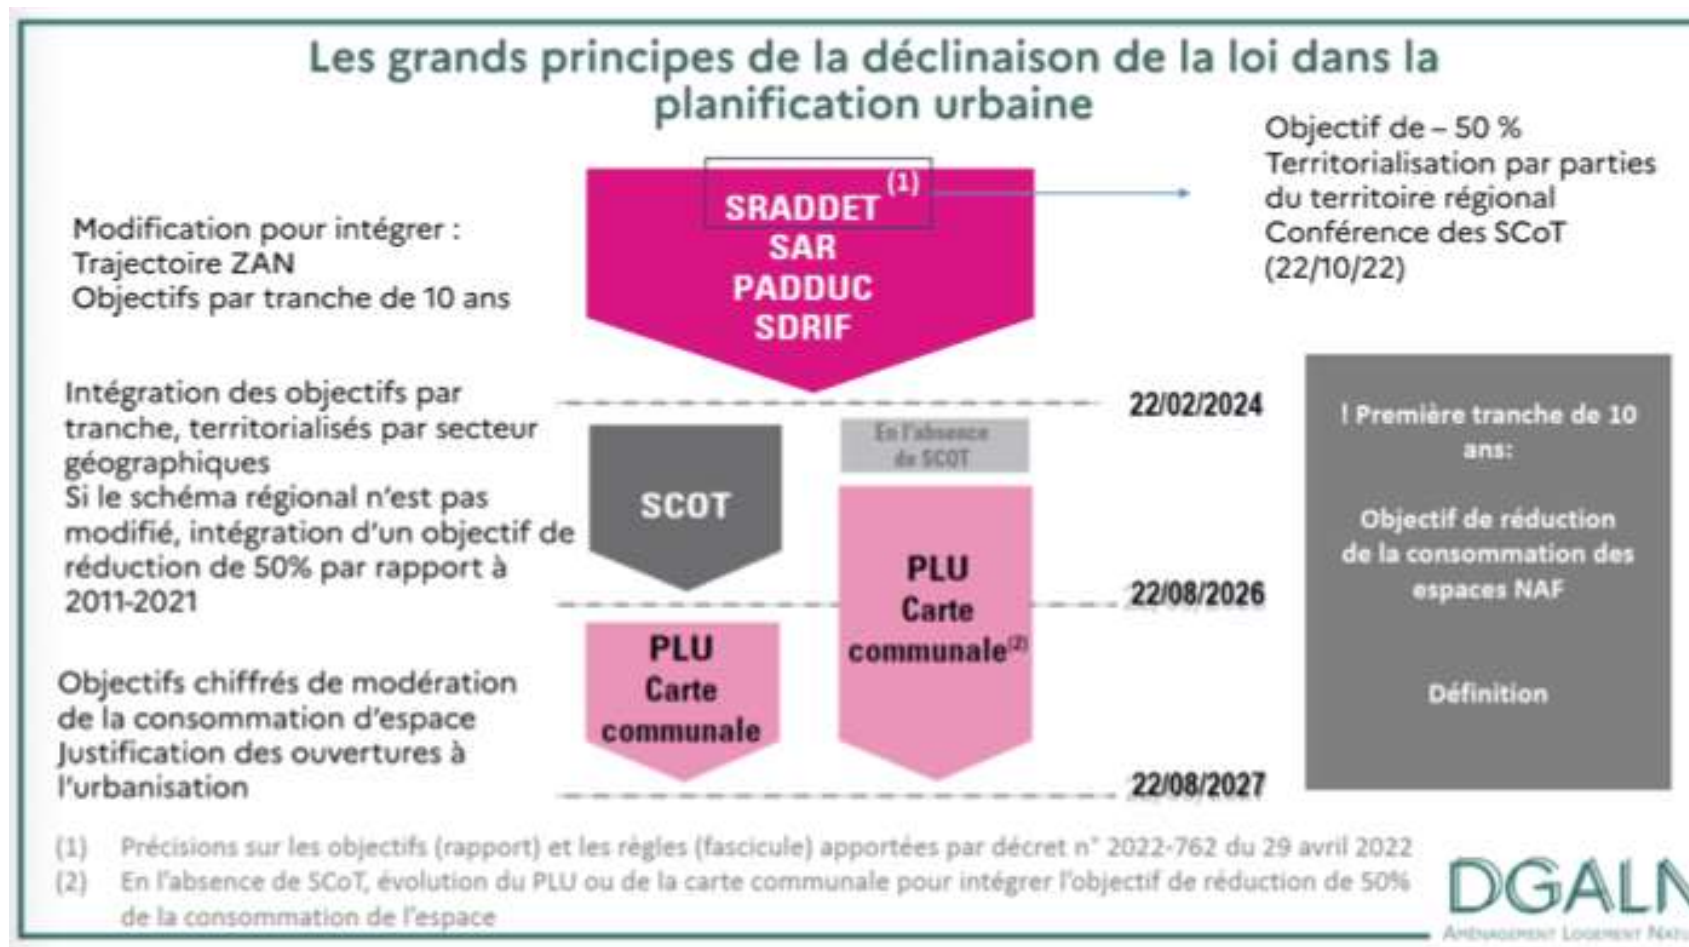 Les grands principes de la déclinaison de la loi dans la
planification urbaine
Objectif de – 50 %
Territorialisation par parties
du territoire régional
Conférence des SCoT
(22/10/22)
Modification pour intégrer :
Trajectoire ZAN
Objectifs par tranche de 10 ans
SRADDET (1)
SAR
PADDUC
SDRIF
Intégration des objectifs par
tranche, territorialisés par secteur
géographiques
Si le schéma régional n'est pas
modifié, intégration d'un objectif de
réduction de 50% par rapport à
2011-2021
22/02/2024
En l'absence
de SCOT
SCOT
PLU
Carte
communale(2)
22/08/2026
PLU
Carte
communale
Objectifs chiffrés de modération
de la consommation d'espace
Justification des ouvertures à
l'urbanisation
22/08/2027
! Première tranche de 10
ans:
Objectif de réduction
de la consommation des
espaces NAF
Définition
(1) Précisions sur les objectifs (rapport) et les règles (fascicule) apportées par décret n° 2022-762 du 29 avril 2022
(2) En l'absence de SCoT, évolution du PLU ou de la carte communale pour intégrer l'objectif de réduction de 50%
de la consommation de l'espace
DGALN
Aménagement Logement Natu